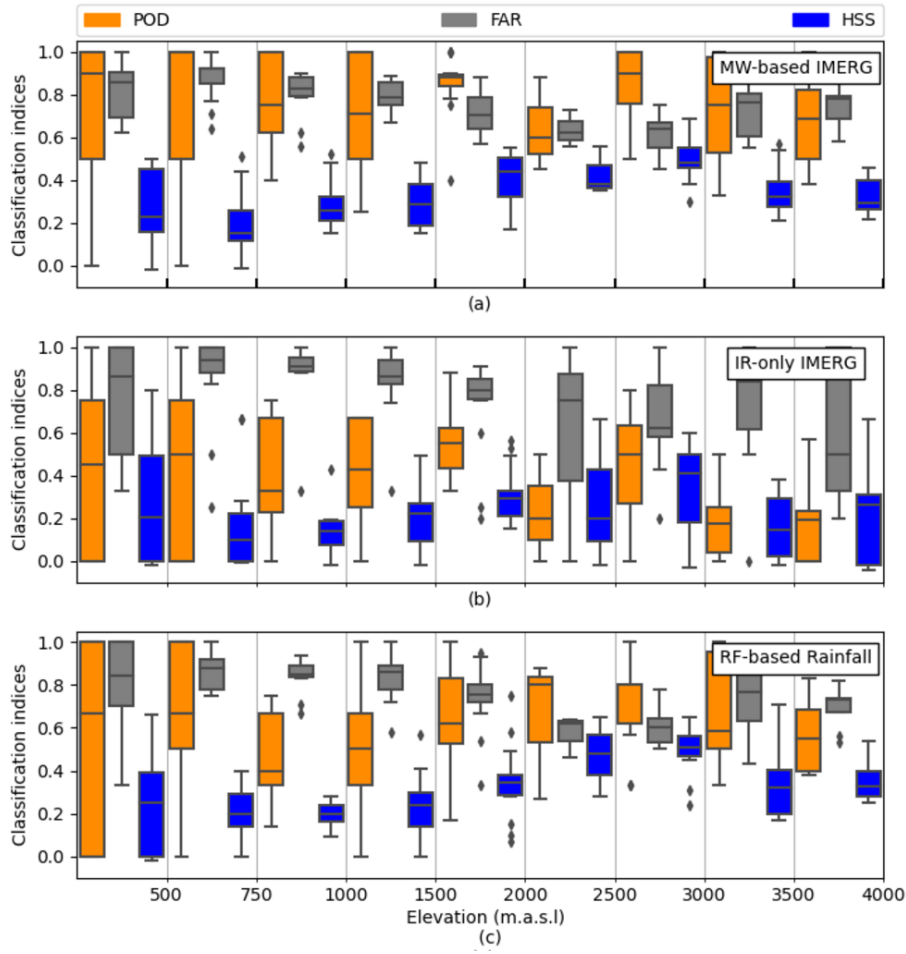 POD FAR HSS
MW-based IMERG
Classification indices
1.0
0.8
0.6
0.4
0.2
0.0
(a)
IR-only IMERG
Classification indices
1.0
0.8
0.6
0.4
0.2
0.0
(b)
RF-based Rainfall
Classification indices
1.0
0.8
0.6
0.4
0.2
0.0
500 750 1000 1500 2000 2500 3000 3500 4000
Elevation (m.a.s.l)
(c)